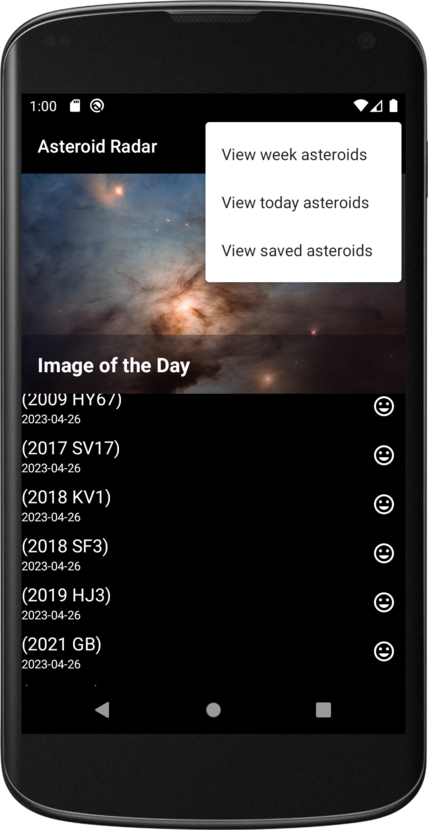 1:00
Asteroid Radar
View week asteroids
View today asteroids
View saved asteroids
Image of the Day
(2009 HY67)
2023-04-26
(2017 SV17)
2023-04-26
(2018 KV1)
2023-04-26
(2018 SF3)
2023-04-26
(2019 HJ3)
2023-04-26
(2021 GB)
2023-04-26